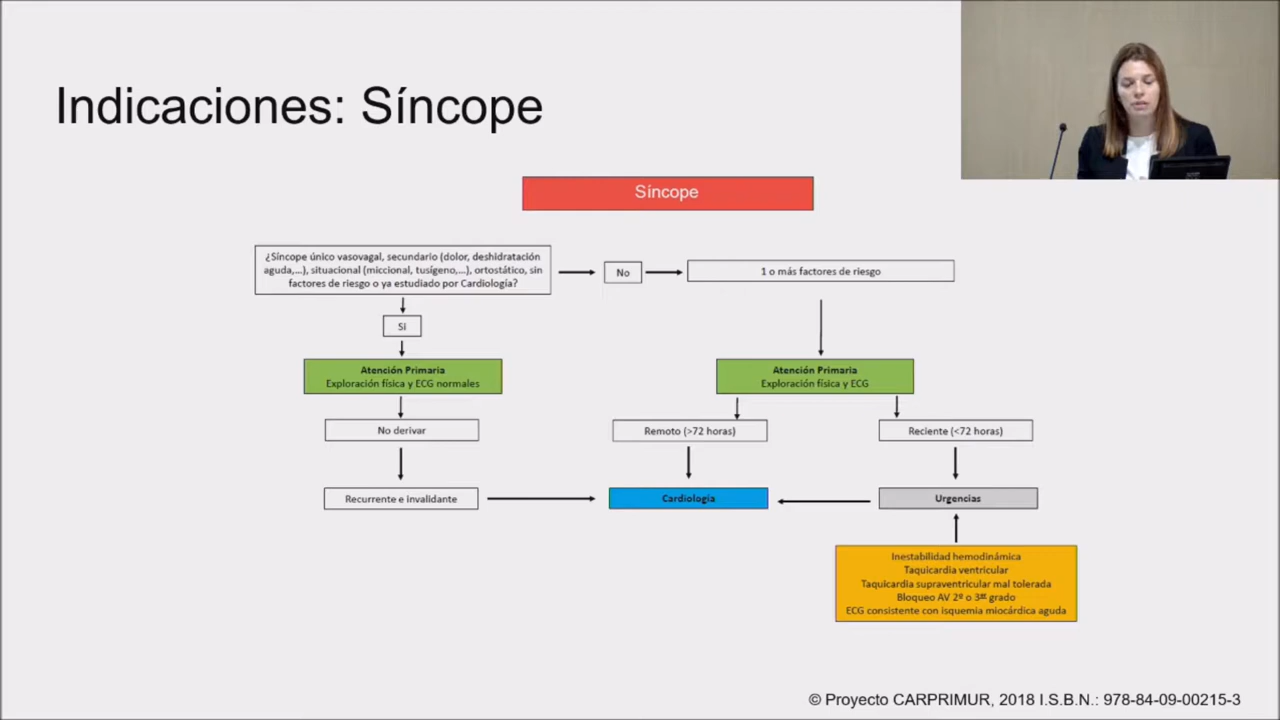 Indicaciones: Síncope
Síncope
¿Síncope único vasovagal, secundario (dolor, deshidratación
aguda,...), situacional (miccional, tusígeno,...), ortostático, sin
factores de riesgo o ya estudiado por Cardiología?
No
1 o más factores de riesgo
Si
Atención Primaria
Exploración física y ECG normales
Atención Primaria
Exploración física y ECG
No derivar
Remoto (>72 horas)
Reciente (<72 horas)
Recurrente e invalidante
Cardiología
Urgencias
Inestabilidad hemodinámica
Taquicardia ventricular
Taquicardia supraventricular mal tolerada
Bloqueo AV 2º o 3er grado
ECG consistente con isquemia miocárdica aguda
© Proyecto CARPRIMUR, 2018 I.S.B.N.: 978-84-09-00215-3